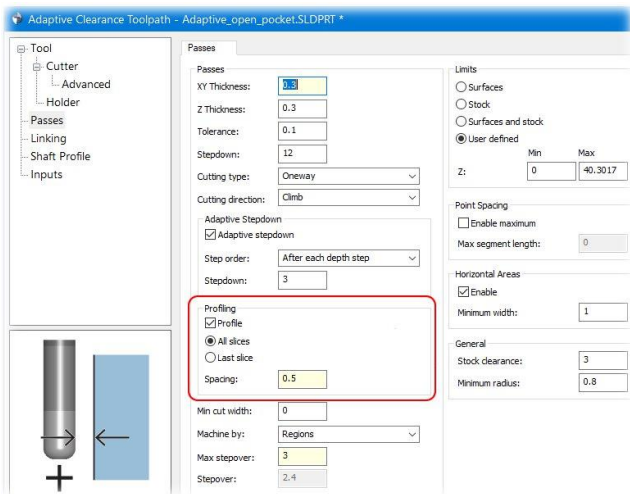 Adaptive Clearance Toolpath - Adaptive_open_pocket.SLDPRT *
Tool
Cutter
Advanced
Holder
Passes
Linking
Shaft Profile
Inputs
Passes
Passes
XY Thickness: 0.3
Z Thickness: 0.3
Tolerance: 0.1
Stepdown: 12
Cutting type: Oneway
Cutting direction: Climb
Adaptive Stepdown
Adaptive stepdown
Step order: After each depth step
Stepdown: 3
Profiling
Profile
All slices
Last slice
Spacing: 0.5
Min cut width: 0
Machine by: Regions
Max stepover: 3
Stepover: 2.4
Limits
Surfaces
Stock
Surfaces and stock
User defined
Min Max
Z: 0 40.3017
Point Spacing
Enable maximum
Max segment length: 0
Horizontal Areas
Enable
Minimum width: 1
General
Stock clearance: 3
Minimum radius: 0.8